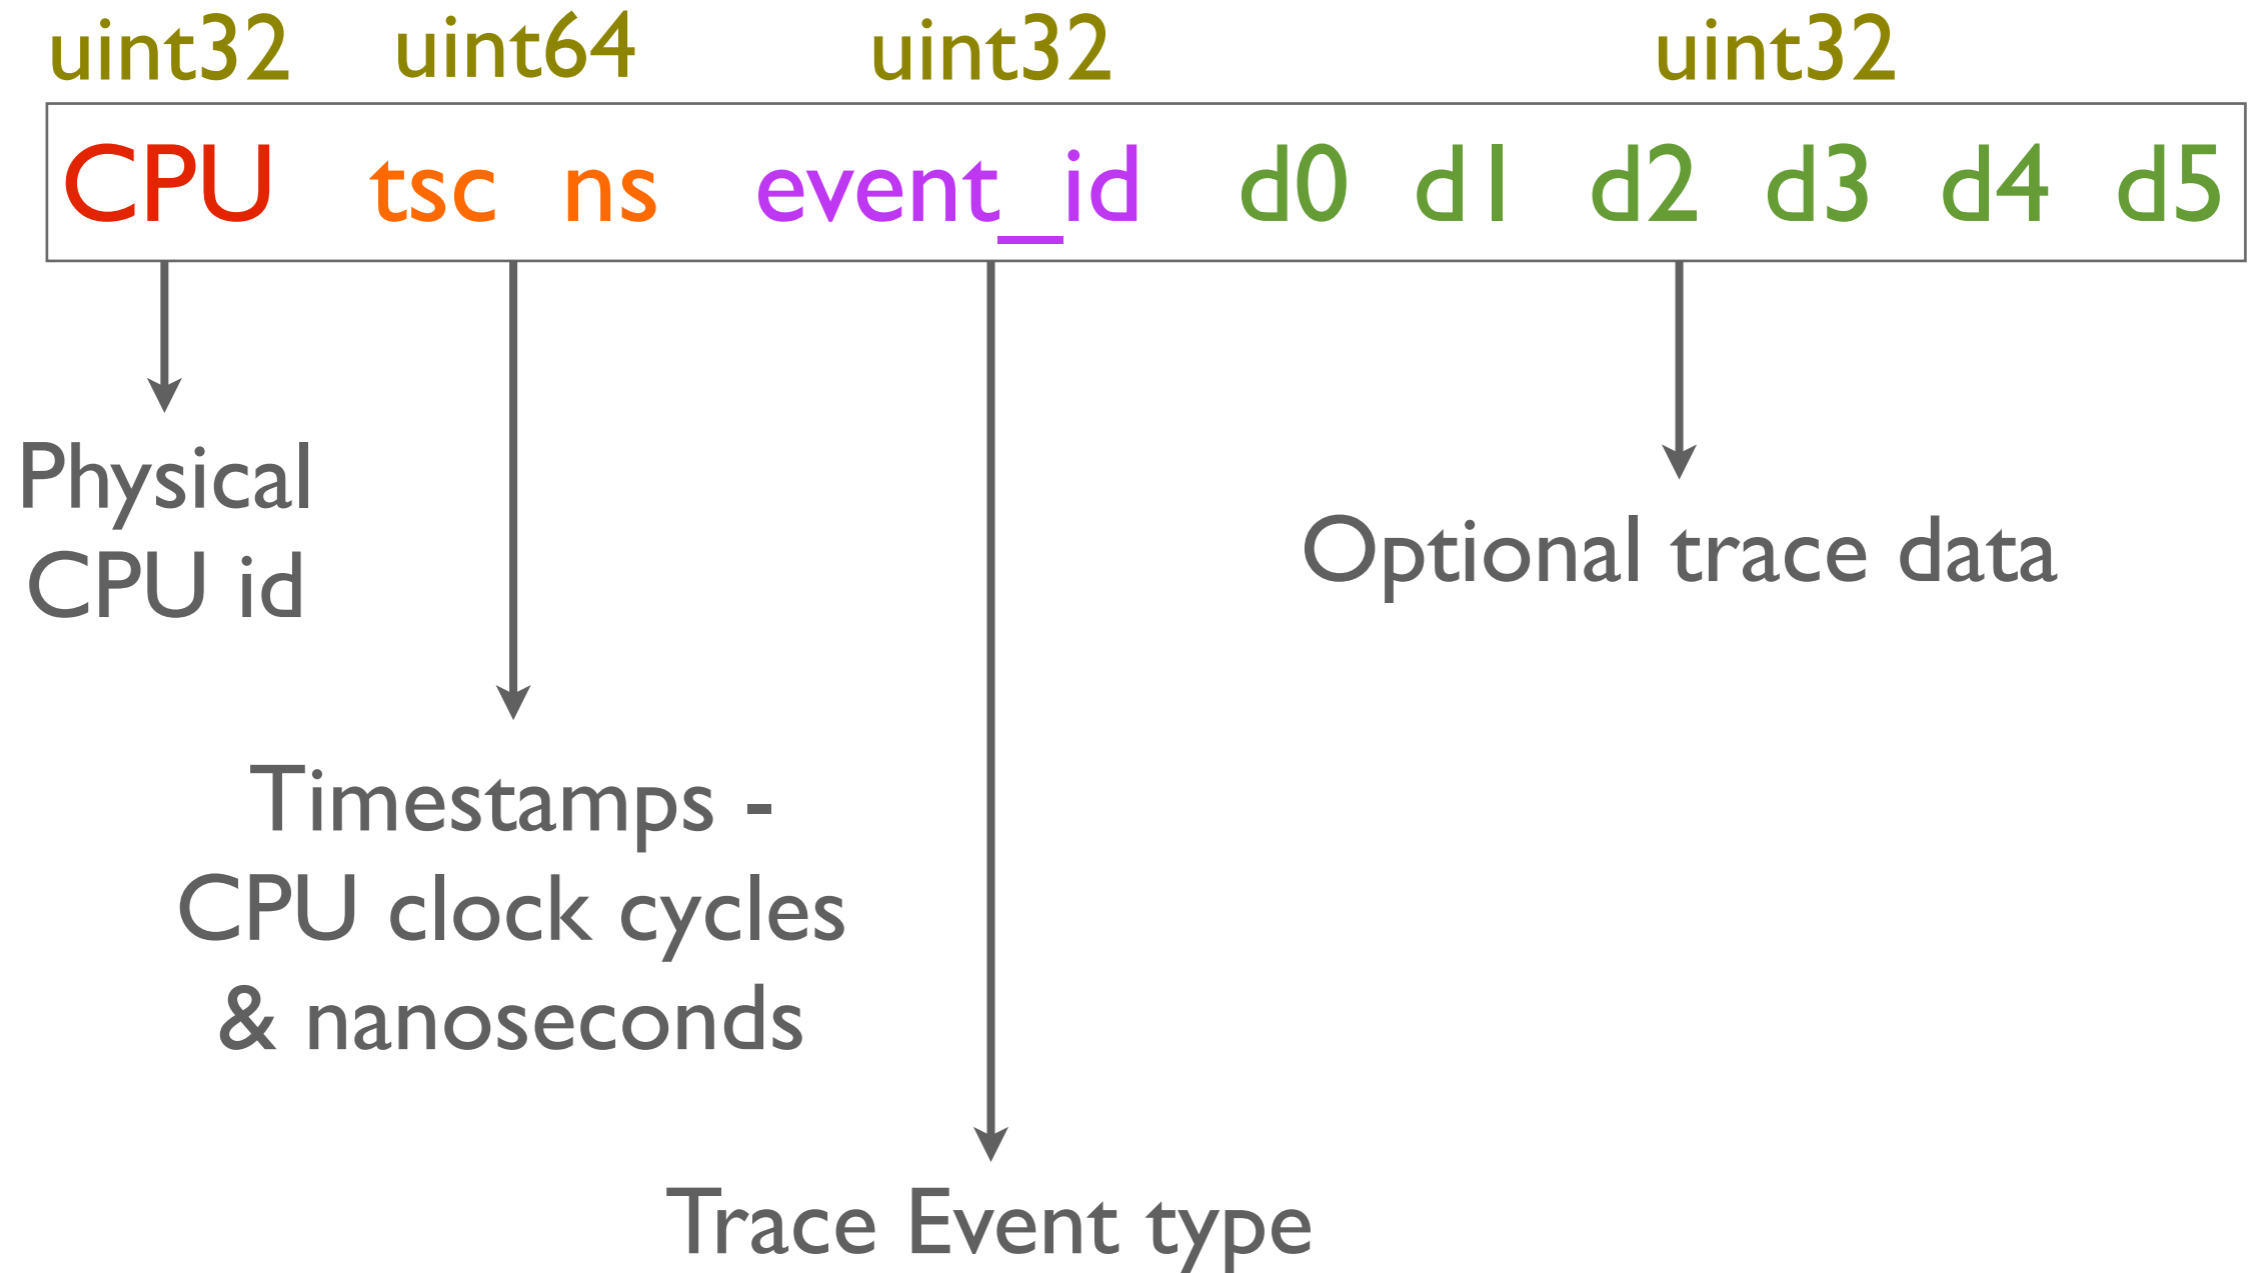 uint32 uint64 uint32 uint32
CPU tsc ns event_id d0 d1 d2 d3 d4 d5
Physical
CPU id
Optional trace data
Timestamps -
CPU clock cycles
& nanoseconds
Trace Event type